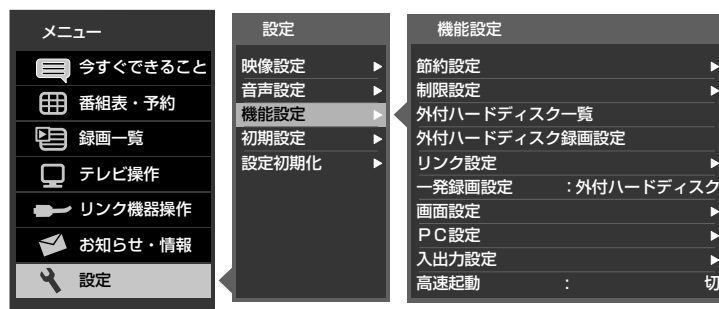 メニュー
今すぐできること
番組表・予約
録画一覧
テレビ操作
リンク機器操作
お知らせ・情報
設定
設定
映像設定
音声設定
機能設定
初期設定
設定初期化
機能設定
節約設定
制限設定
外付ハードディスク一覧
外付ハードディスク録画設定
リンク設定
一発録画設定 ：外付ハードディスク
画面設定
ＰＣ設定
入出力設定
高速起動 ： 切